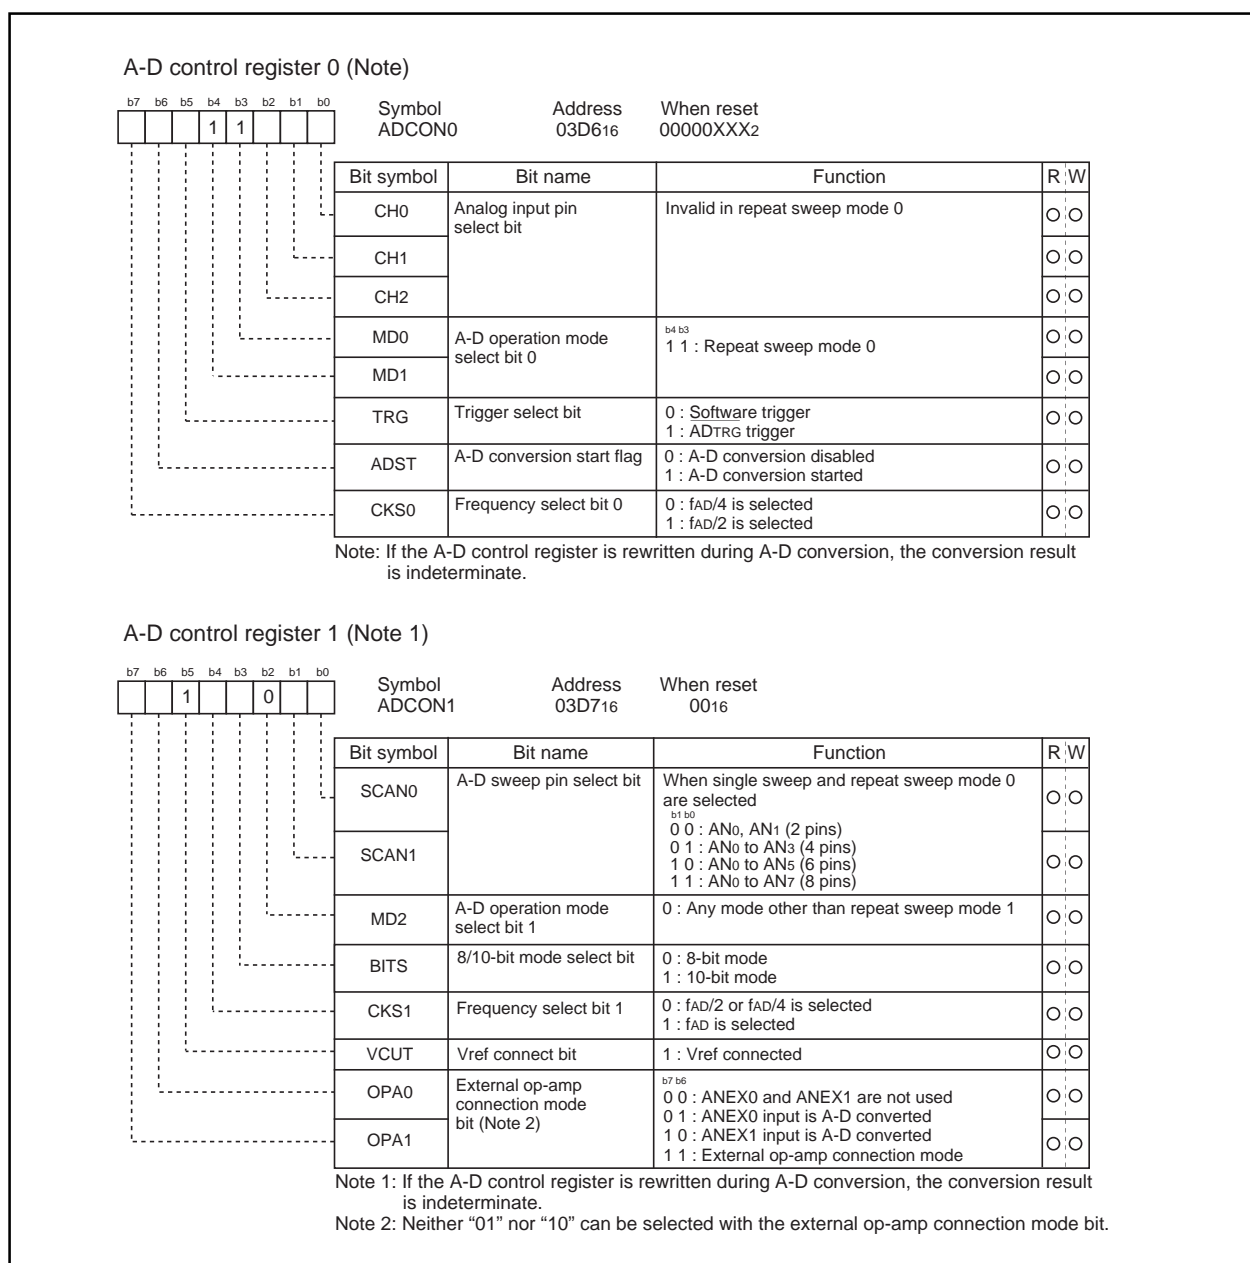 A-D control register 0 (Note)
b7 b6 b5 b4 b3 b2 b1 b0
Symbol Address When reset
1 1 ADCON0 03D616 00000XXX2
Bit symbol Bit name Function R W
CH0 Analog input pin select bit Invalid in repeat sweep mode 0
CH1
CH2
MD0 A-D operation mode select bit 0 b4 b3
1 1 : Repeat sweep mode 0
MD1
TRG Trigger select bit 0 : Software trigger
1 : ADTRG trigger
ADST A-D conversion start flag 0 : A-D conversion disabled
1 : A-D conversion started
CKS0 Frequency select bit 0 0 : fAD/4 is selected
1 : fAD/2 is selected
Note: If the A-D control register is rewritten during A-D conversion, the conversion result
is indeterminate.
A-D control register 1 (Note 1)
b7 b6 b5 b4 b3 b2 b1 b0
Symbol Address When reset
1 0 ADCON1 03D716 0016
Bit symbol Bit name Function R W
SCAN0 A-D sweep pin select bit When single sweep and repeat sweep mode 0
are selected
b1 b0
0 0 : AN0, AN1 (2 pins)
0 1 : AN0 to AN3 (4 pins)
SCAN1 1 0 : AN0 to AN5 (6 pins)
1 1 : AN0 to AN7 (8 pins)
MD2 A-D operation mode select bit 1 0 : Any mode other than repeat sweep mode 1
BITS 8/10-bit mode select bit 0 : 8-bit mode
1 : 10-bit mode
CKS1 Frequency select bit 1 0 : fAD/2 or fAD/4 is selected
1 : fAD is selected
VCUT Vref connect bit 1 : Vref connected
OPA0 External op-amp connection mode bit (Note 2) b7 b6
0 0 : ANEX0 and ANEX1 are not used
0 1 : ANEX0 input is A-D converted
OPA1 1 0 : ANEX1 input is A-D converted
1 1 : External op-amp connection mode
Note 1: If the A-D control register is rewritten during A-D conversion, the conversion result
is indeterminate.
Note 2: Neither “01” nor “10” can be selected with the external op-amp connection mode bit.